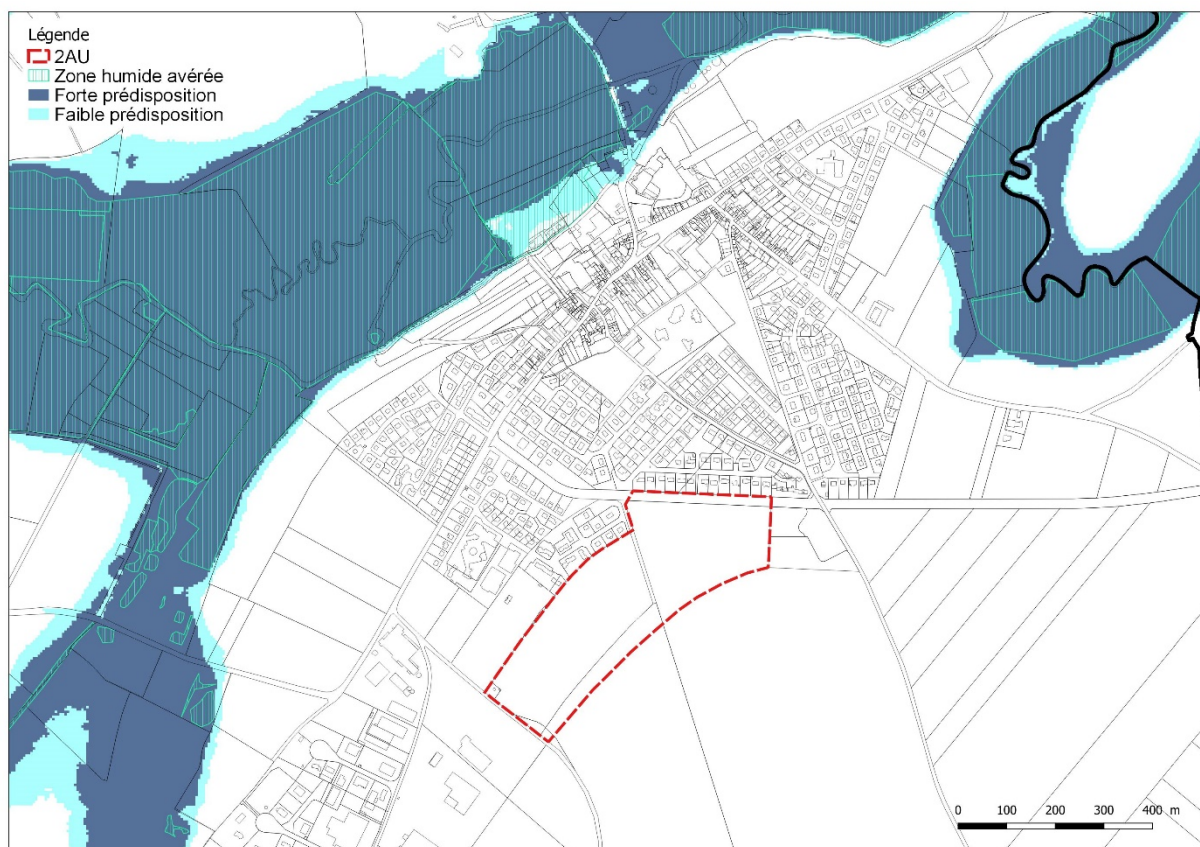 Légende
2AU
Zone humide avérée
Forte prédisposition
Faible prédisposition
0 100 200 300 400 m